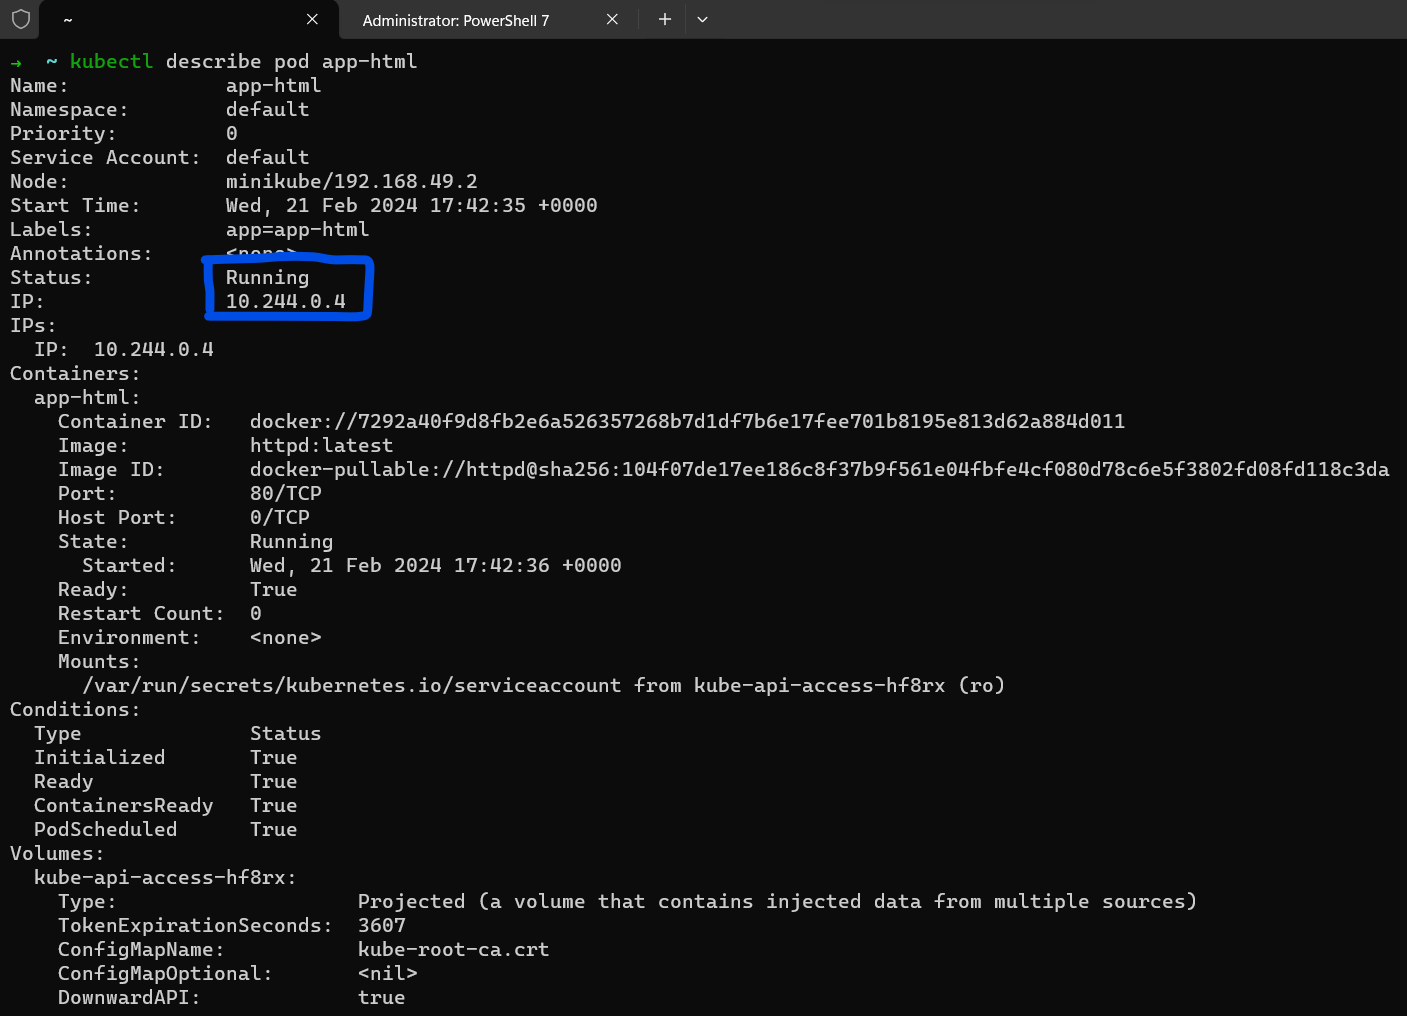 ~
Administrator: PowerShell 7
→ ~ kubectl describe pod app-html
Name: app-html
Namespace: default
Priority: 0
Service Account: default
Node: minikube/192.168.49.2
Start Time: Wed, 21 Feb 2024 17:42:35 +0000
Labels: app=app-html
Annotations: <none>
Status: Running
IP: 10.244.0.4
IPs:
IP: 10.244.0.4
Containers:
app-html:
Container ID: docker://7292a40f9d8fb2e6a526357268b7d1df7b6e17fee701b8195e813d62a884d011
Image: httpd:latest
Image ID: docker-pullable://httpd@sha256:104f07de17ee186c8f37b9f561e04fbfe4cf080d78c6e5f3802fd08fd118c3da
Port: 80/TCP
Host Port: 0/TCP
State: Running
Started: Wed, 21 Feb 2024 17:42:36 +0000
Ready: True
Restart Count: 0
Environment: <none>
Mounts:
/var/run/secrets/kubernetes.io/serviceaccount from kube-api-access-hf8rx (ro)
Conditions:
Type Status
Initialized True
Ready True
ContainersReady True
PodScheduled True
Volumes:
kube-api-access-hf8rx:
Type: Projected (a volume that contains injected data from multiple sources)
TokenExpirationSeconds: 3607
ConfigMapName: kube-root-ca.crt
ConfigMapOptional: <nil>
DownwardAPI: true